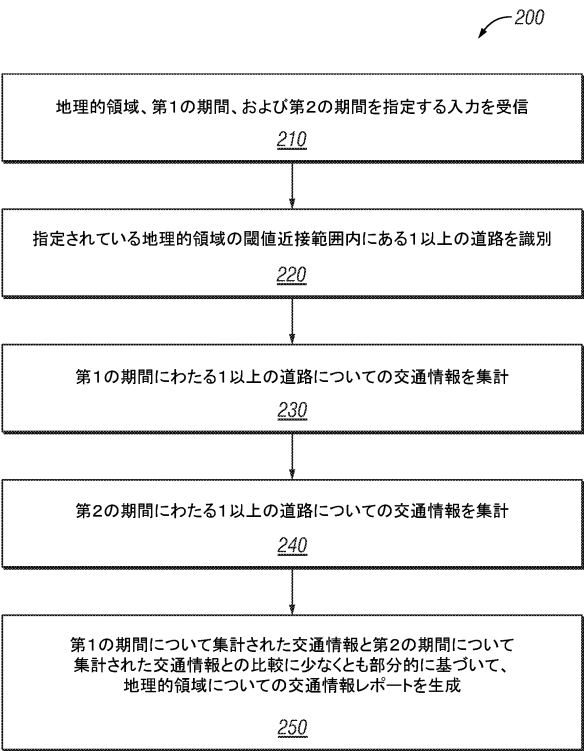 200
地理的領域、第1の期間、および第2の期間を指定する入力を受信
210
指定されている地理的領域の閾値近接範囲内にある1以上の道路を識別
220
第1の期間にわたる1以上の道路についての交通情報を集計
230
第2の期間にわたる1以上の道路についての交通情報を集計
240
第1の期間について集計された交通情報と第2の期間について
集計された交通情報との比較に少なくとも部分的に基づいて、
地理的領域についての交通情報レポートを生成
250